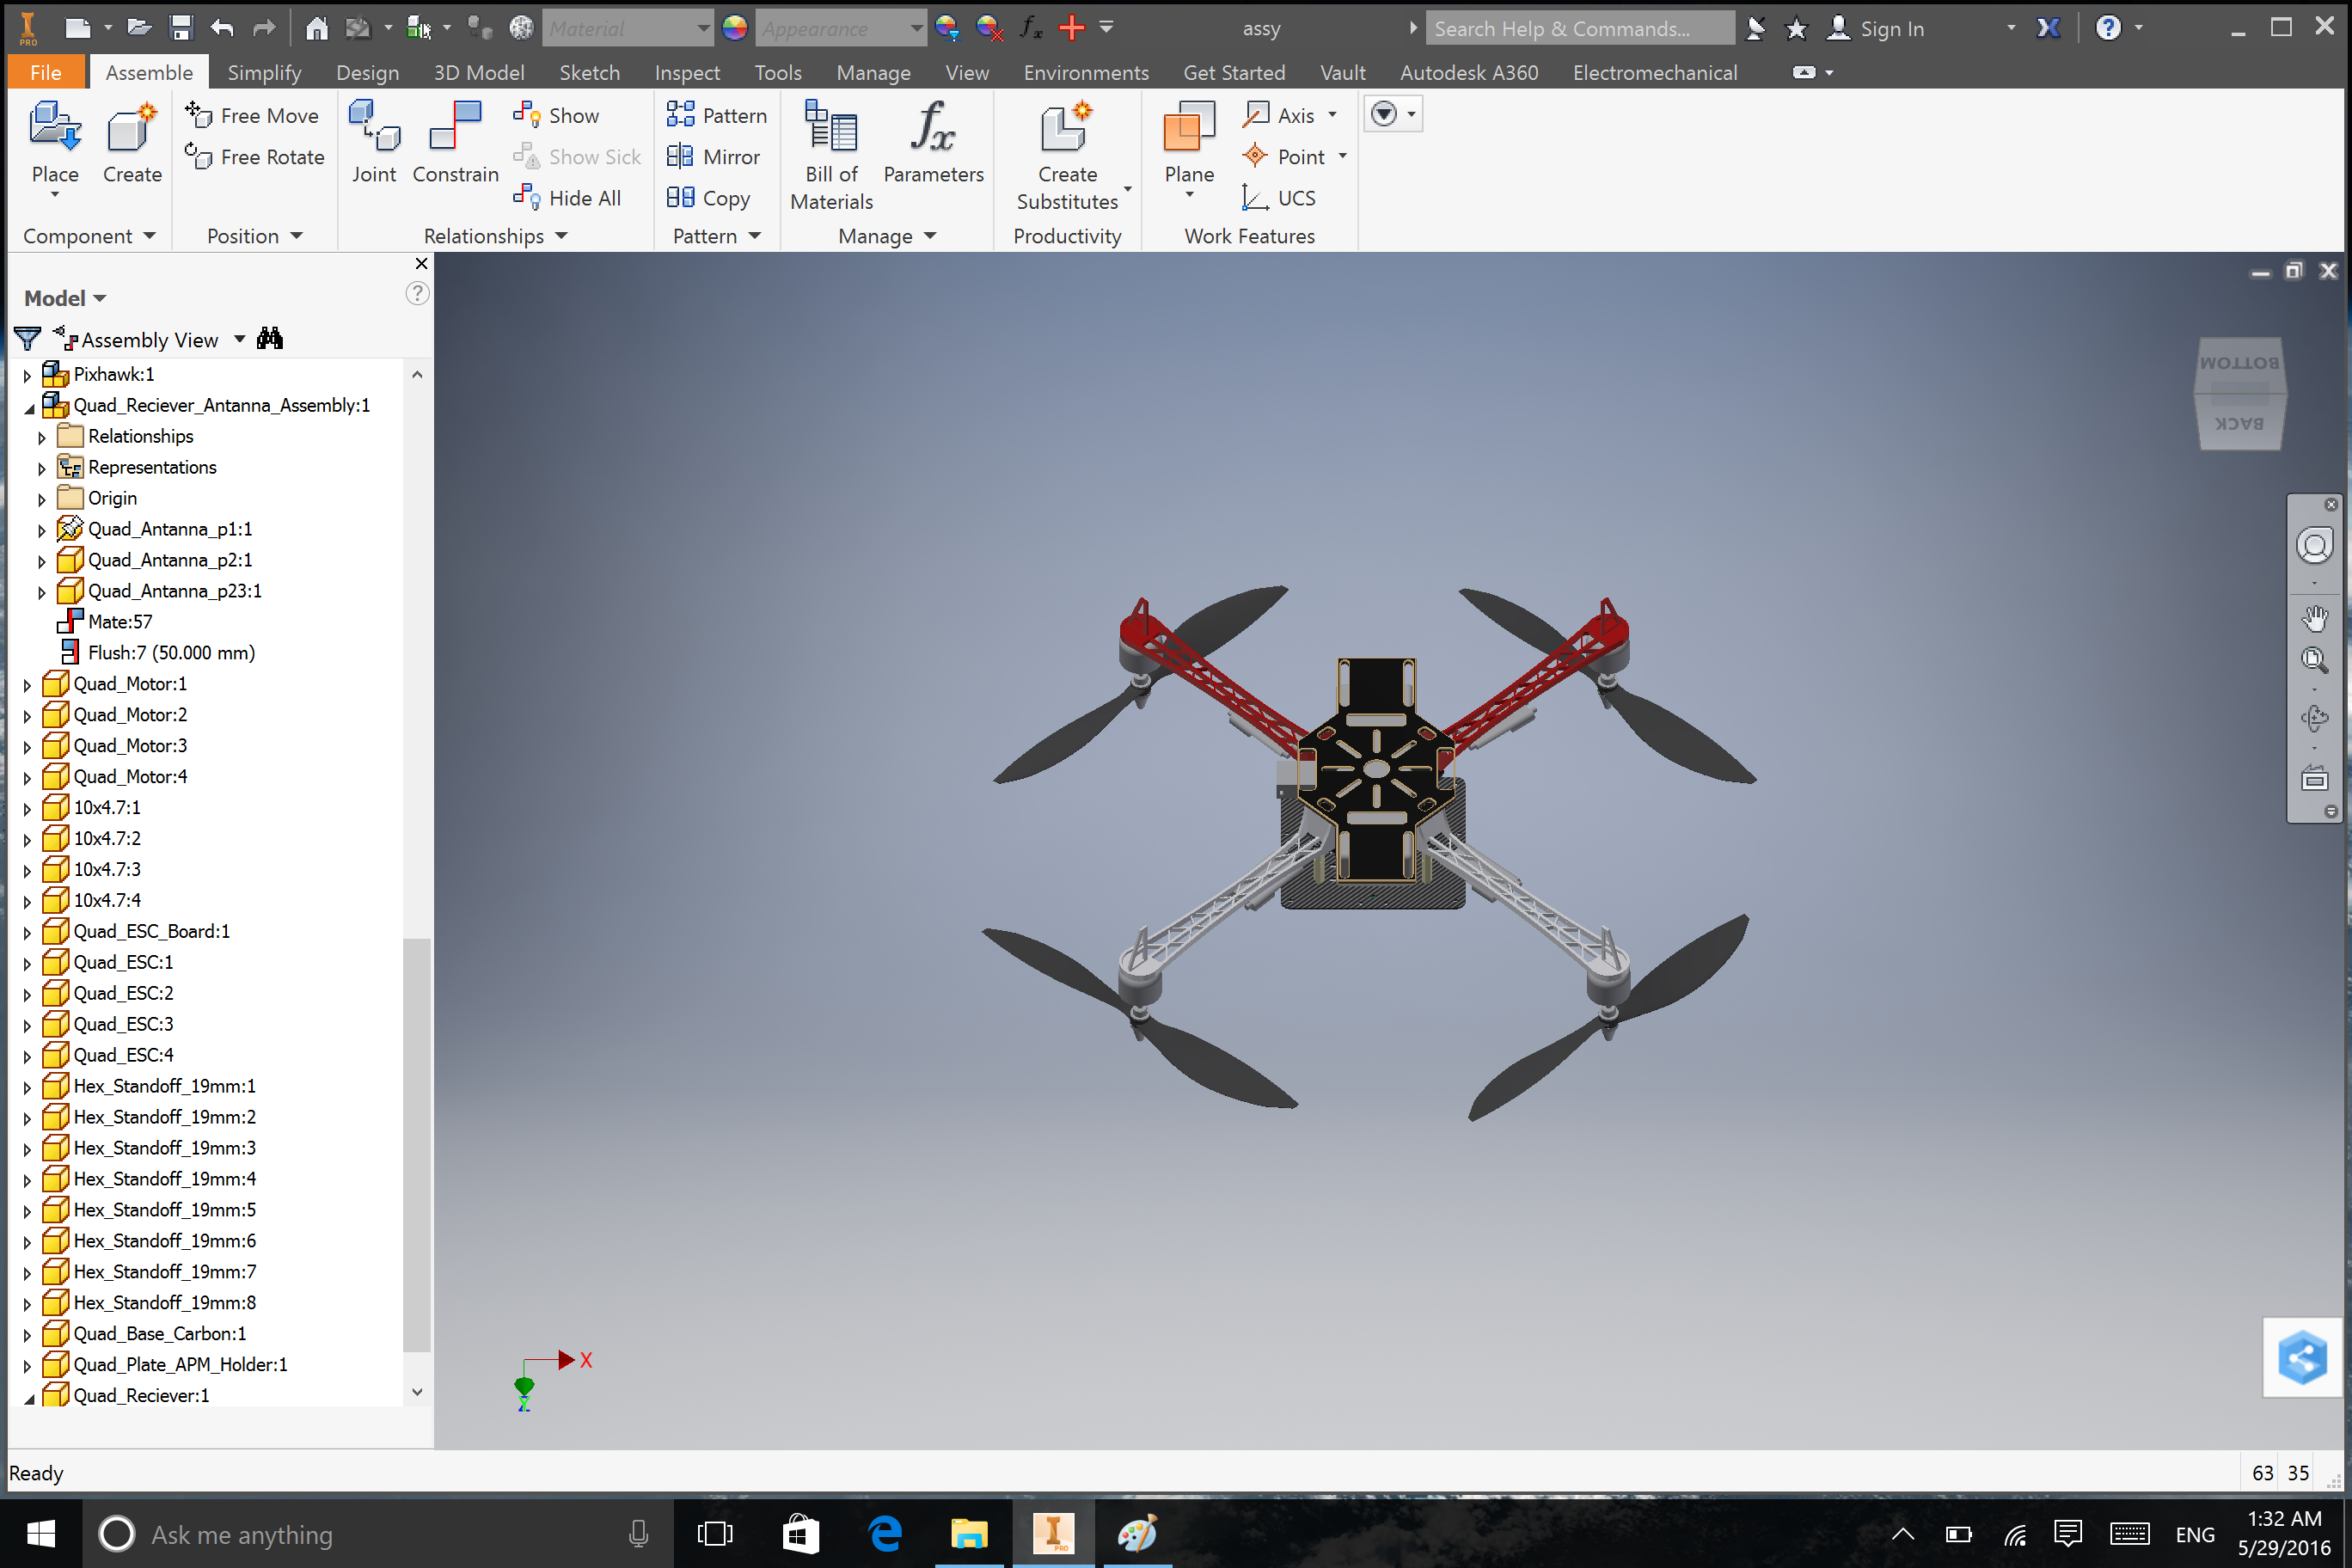 PRO
Material
Appearance
fx
assy
Search Help & Commands...
Sign In
File
Assemble
Simplify
Design
3D Model
Sketch
Inspect
Tools
Manage
View
Environments
Get Started
Vault
Autodesk A360
Electromechanical
Place
Create
Free Move
Free Rotate
Joint
Constrain
Show
Show Sick
Hide All
Pattern
Mirror
Copy
Bill of
Materials
fx
Parameters
Create
Substitutes
Plane
Axis
Point
UCS
Component
Position
Relationships
Pattern
Manage
Productivity
Work Features
Model
Assembly View
Pixhawk:1
Quad_Reciever_Antanna_Assembly:1
Relationships
Representations
Origin
Quad_Antanna_p1:1
Quad_Antanna_p2:1
Quad_Antanna_p23:1
Mate:57
Flush:7 (50.000 mm)
Quad_Motor:1
Quad_Motor:2
Quad_Motor:3
Quad_Motor:4
10x4.7:1
10x4.7:2
10x4.7:3
10x4.7:4
Quad_ESC_Board:1
Quad_ESC:1
Quad_ESC:2
Quad_ESC:3
Quad_ESC:4
Hex_Standoff_19mm:1
Hex_Standoff_19mm:2
Hex_Standoff_19mm:3
Hex_Standoff_19mm:4
Hex_Standoff_19mm:5
Hex_Standoff_19mm:6
Hex_Standoff_19mm:7
Hex_Standoff_19mm:8
Quad_Base_Carbon:1
Quad_Plate_APM_Holder:1
Quad_Reciever:1
BOTTOM
BACK
X
Y
Z
Ready
63 35
Ask me anything
PRO
ENG
1:32 AM
5/29/2016